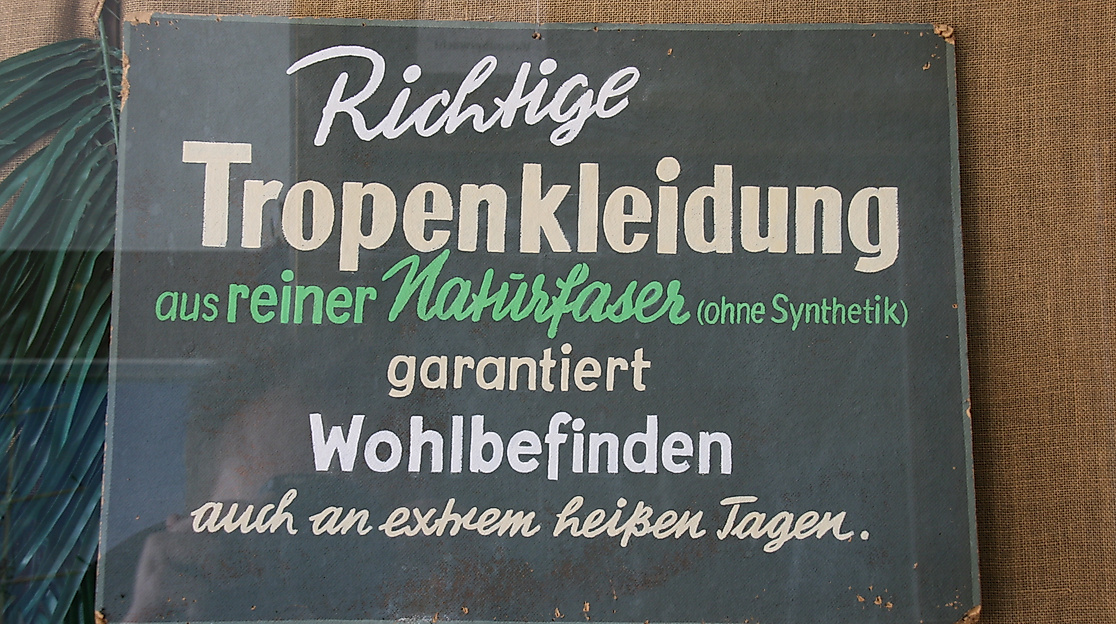 Richtige
Tropenkleidung
aus reiner Naturfaser (ohne Synthetik)
garantiert
Wohlbefinden
auch an extrem heißen Tagen.